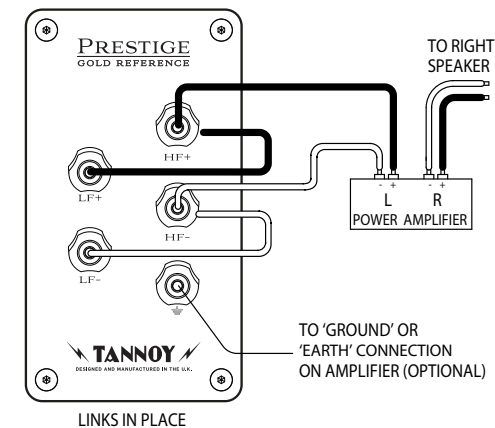 PRESTIGE
GOLD REFERENCE
TO RIGHT
SPEAKER
HF+
LF+
- + - +
L R
POWER AMPLIFIER
HF-
LF-
TO ‘GROUND’ OR
‘EARTH’ CONNECTION
ON AMPLIFIER (OPTIONAL)
TANNOY
DESIGNED AND MANUFACTURED IN THE U.K.
LINKS IN PLACE